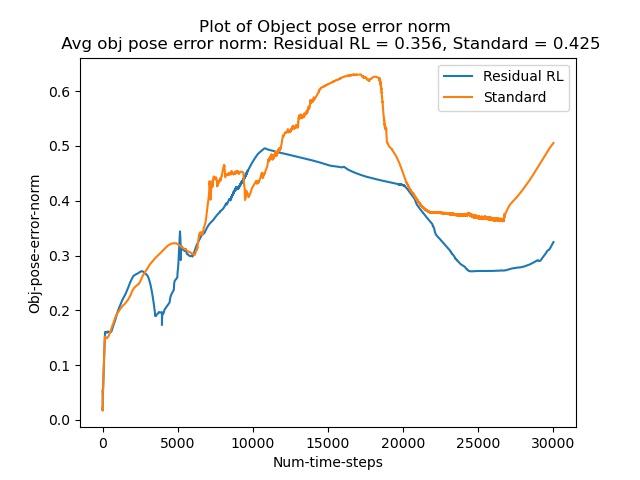 Plot of Object pose error norm
Avg obj pose error norm: Residual RL = 0.356, Standard = 0.425
Residual RL
Standard
Obj-pose-error-norm
0.6
0.5
0.4
0.3
0.2
0.1
0.0
0 5000 10000 15000 20000 25000 30000
Num-time-steps